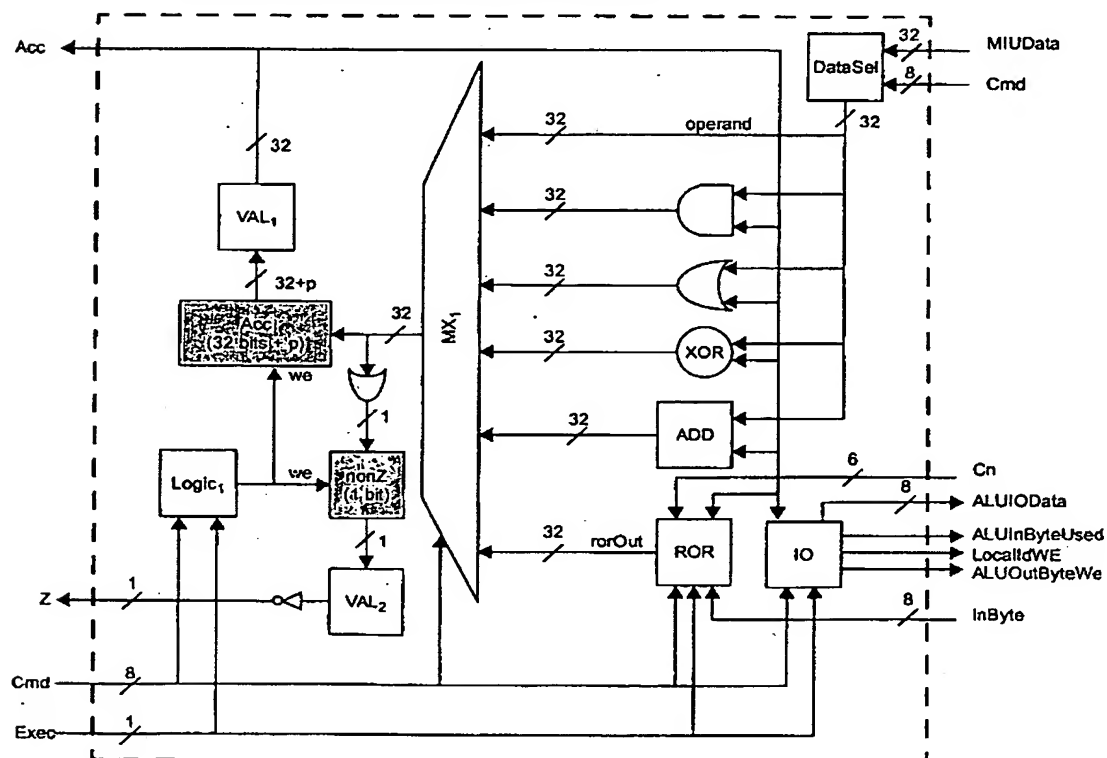 Acc
32
MIUData
DataSel
8
Cmd
32
32
operand
32
VAL1
32
32+p
32
MX1
Acc
(32 bits[+ p])
32
32
XOR
we
1
32
ADD
Logic1
we
nonZ
(1 bit)
6
Cn
8
ALUIOData
1
32
rorOut
ROR
IO
ALUInByteUsed
LocalIdWE
ALUOutByteWe
Z
1
VAL2
8
InByte
Cmd
8
Exec
1